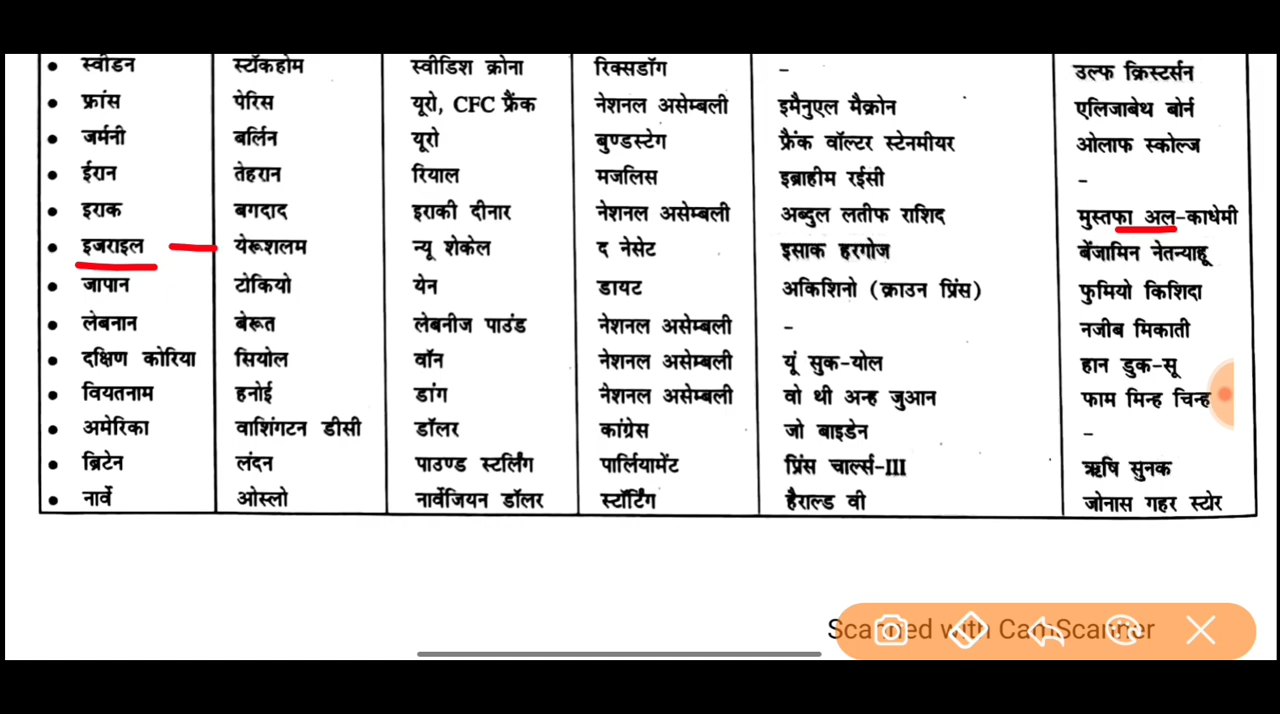 • स्वीडन स्टॉकहोम स्वीडिश क्रोना रिक्सडॉग - उल्फ क्रिस्टर्सन
• फ्रांस पेरिस यूरो, CFC फ्रैंक नेशनल असेम्बली इमैनुएल मैक्रोन एलिजाबेथ बोर्न
• जर्मनी बर्लिन यूरो बुण्डस्टेग फ्रैंक वॉल्टर स्टेनमीयर ओलाफ स्कोल्ज
• ईरान तेहरान रियाल मजलिस इब्राहीम रईसी -
• इराक बगदाद इराकी दीनार नेशनल असेम्बली अब्दुल लतीफ राशिद मुस्तफा अल-काधेमी
• इजराइल येरूशलम न्यू शेकेल द नेसेट इसाक हरगोज बेंजामिन नेतन्याहू
• जापान टोकियो येन डायट अकिशिनो (क्राउन प्रिंस) फुमियो किशिदा
• लेबनान बेरूत लेबनीज पाउंड नेशनल असेम्बली - नजीब मिकाती
• दक्षिण कोरिया सियोल वॉन नेशनल असेम्बली यूं सुक-योल हान डुक-सू
• वियतनाम हनोई डांग नेशनल असेम्बली वो थी अन्ह जुआन फाम मिन्ह चिन्ह
• अमेरिका वाशिंगटन डीसी डॉलर कांग्रेस जो बाइडेन -
• ब्रिटेन लंदन पाउण्ड स्टर्लिंग पार्लियामेंट प्रिंस चार्ल्स-III ऋषि सुनक
• नार्वे ओस्लो नार्वेजियन डॉलर स्टॉर्टिंग हैराल्ड वी जोनास गहर स्टोर
Scanned with CamScanner